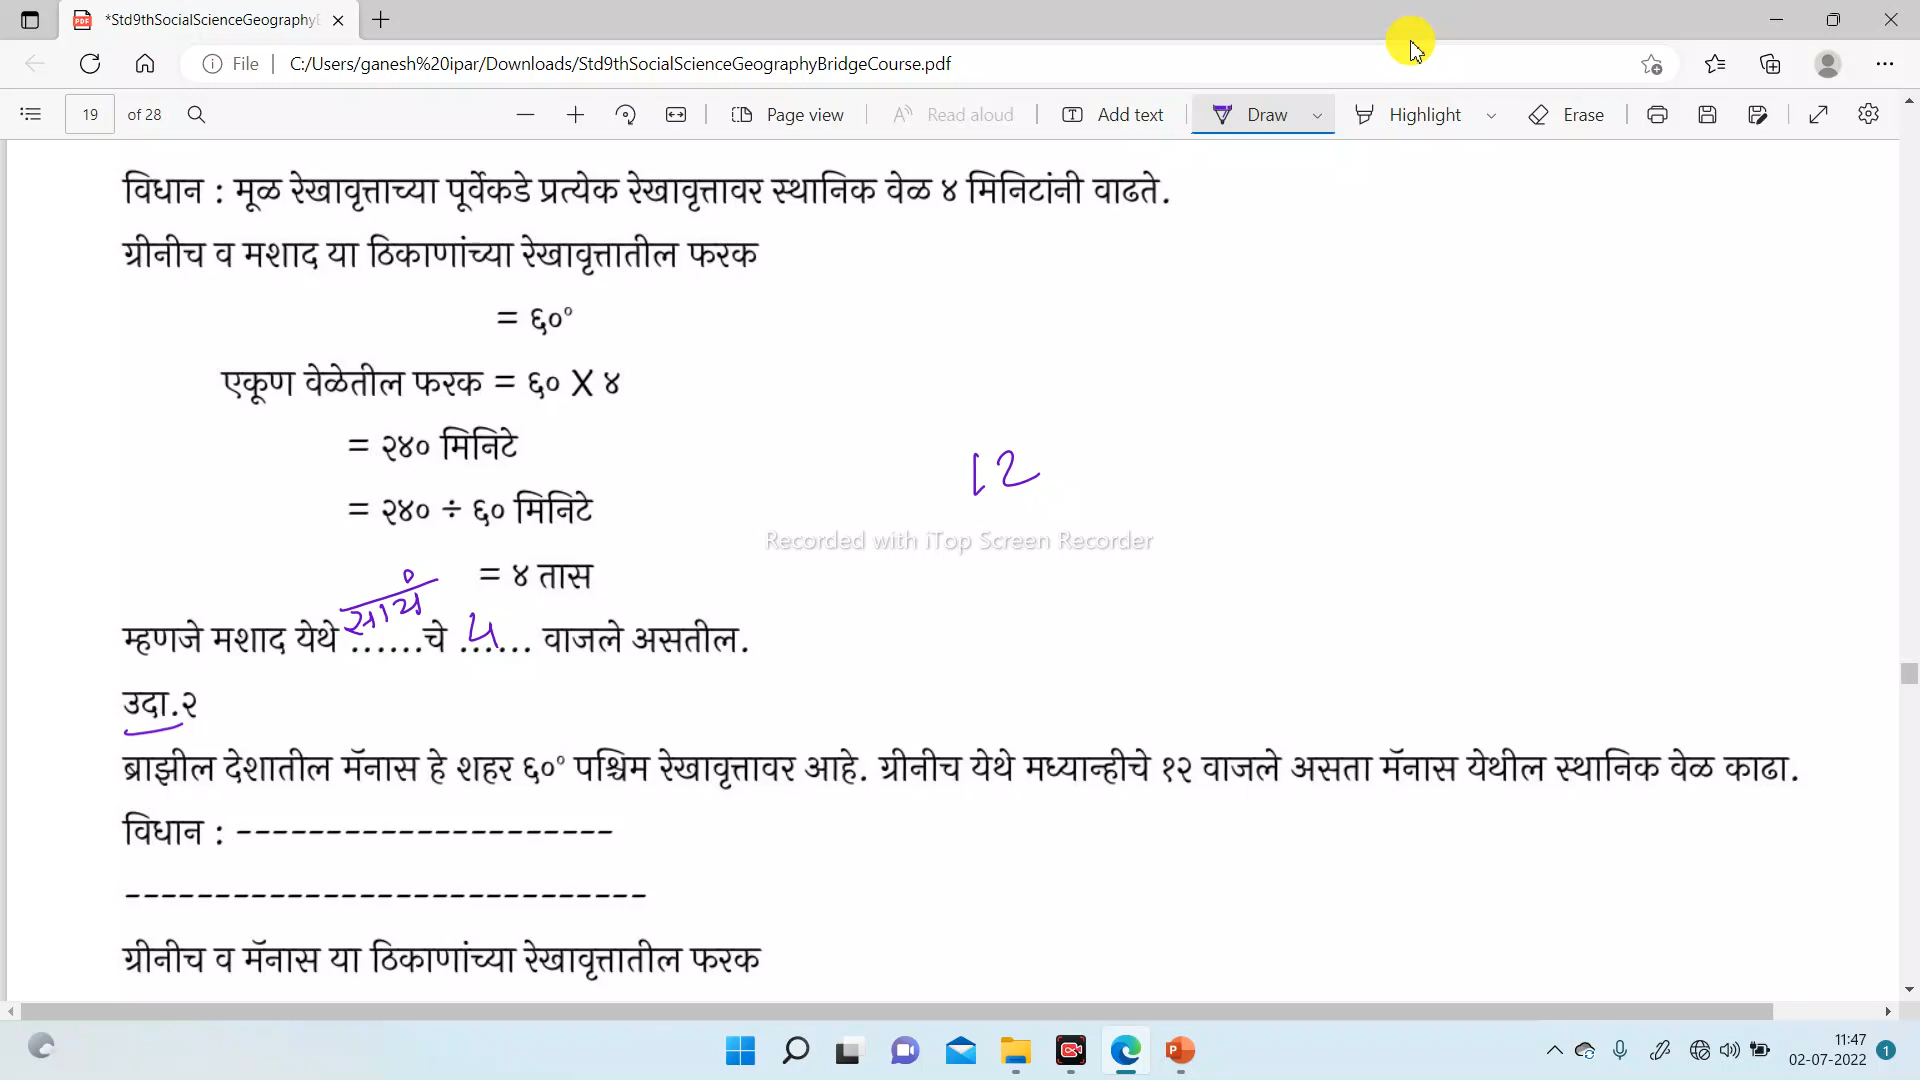 *Std9thSocialScienceGeographyB
File
C:/Users/ganesh%20ipar/Downloads/Std9thSocialScienceGeographyBridgeCourse.pdf
19 of 28
Page view
Read aloud
Add text
Draw
Highlight
Erase
विधान : मूळ रेखावृत्ताच्या पूर्वेकडे प्रत्येक रेखावृत्तावर स्थानिक वेळ ४ मिनिटांनी वाढते.
ग्रीनीच व मशाद या ठिकाणांच्या रेखावृत्तातील फरक
= ६०°
एकूण वेळेतील फरक = ६० X ४
= २४० मिनिटे
12
= २४० ÷ ६० मिनिटे
Recorded with iTop Screen Recorder
= ४ तास
सायं
म्हणजे मशाद येथे ......चे ...... वाजले असतील.
उदा.२
ब्राझील देशातील मॅनास हे शहर ६०° पश्चिम रेखावृत्तावर आहे. ग्रीनीच येथे मध्यान्हीचे १२ वाजले असता मॅनास येथील स्थानिक वेळ काढा.
विधान : ---------------------
-----------------------------
ग्रीनीच व मॅनास या ठिकाणांच्या रेखावृत्तातील फरक
11:47
02-07-2022
1